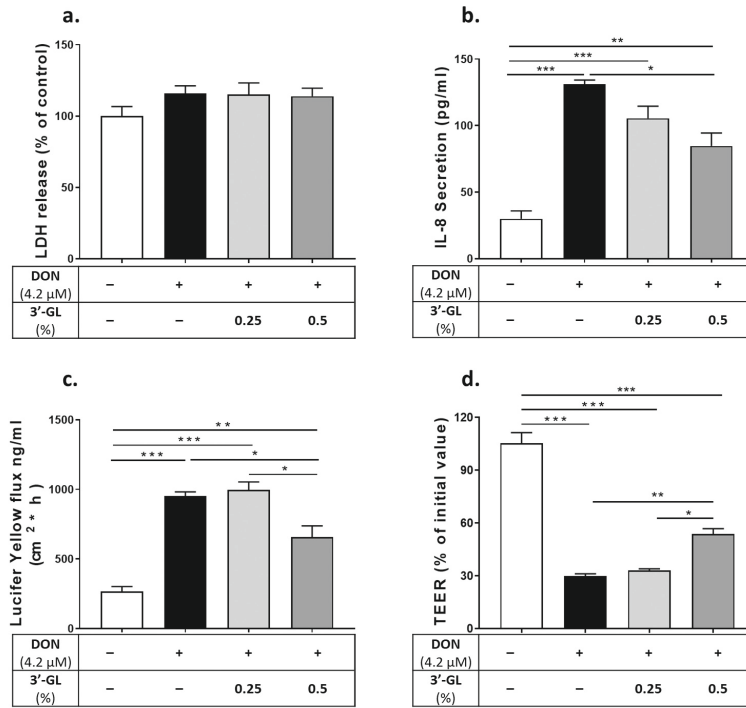 a.
LDH release (% of control)
150
100
50
0
DON
(4.2 µM)
– + + +
3’-GL
(%)
– – 0.25 0.5
b.
IL-8 Secretion (pg/ml)
150
100
50
0
**
***
*** *
DON
(4.2 µM)
– + + +
3’-GL
(%)
– – 0.25 0.5
c.
Lucifer Yellow flux ng/ml
(cm 2 * h )
1500
1000
500
0
**
***
*** *
*
DON
(4.2 µM)
– + + +
3’-GL
(%)
– – 0.25 0.5
d.
TEER (% of initial value)
120
90
60
30
0
***
***
***
**
*
DON
(4.2 µM)
– + + +
3’-GL
(%)
– – 0.25 0.5